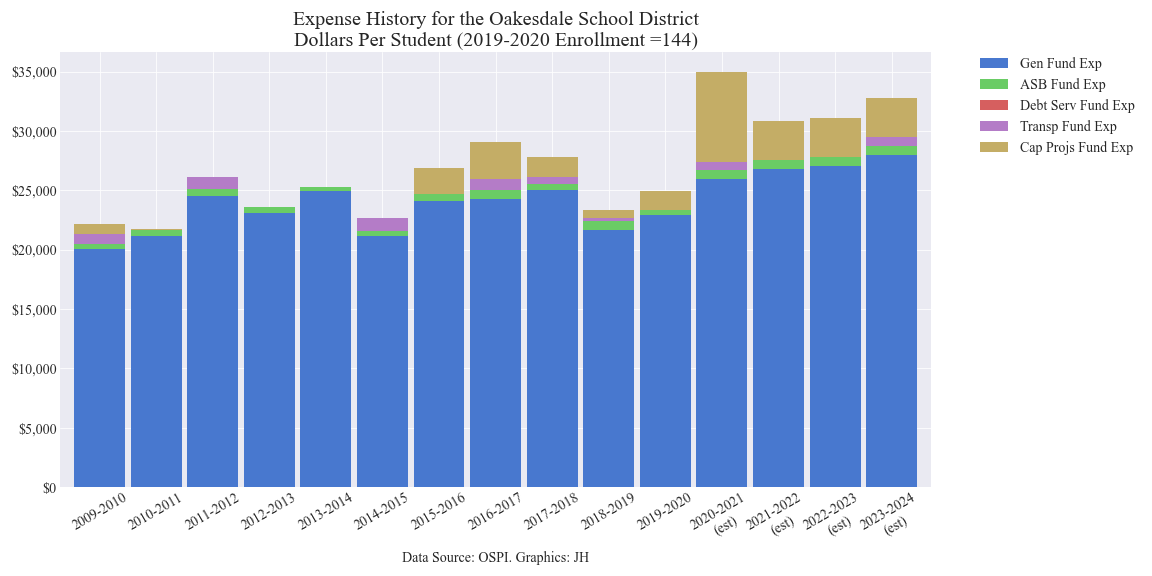 Expense History for the Oakesdale School District
Dollars Per Student (2019-2020 Enrollment =144)
$35,000
$30,000
$25,000
$20,000
$15,000
$10,000
$5,000
$0
Gen Fund Exp
ASB Fund Exp
Debt Serv Fund Exp
Transp Fund Exp
Cap Projs Fund Exp
2009-2010
2010-2011
2011-2012
2012-2013
2013-2014
2014-2015
2015-2016
2016-2017
2017-2018
2018-2019
2019-2020
2020-2021
(est)
2021-2022
(est)
2022-2023
(est)
2023-2024
(est)
Data Source: OSPI. Graphics: JH